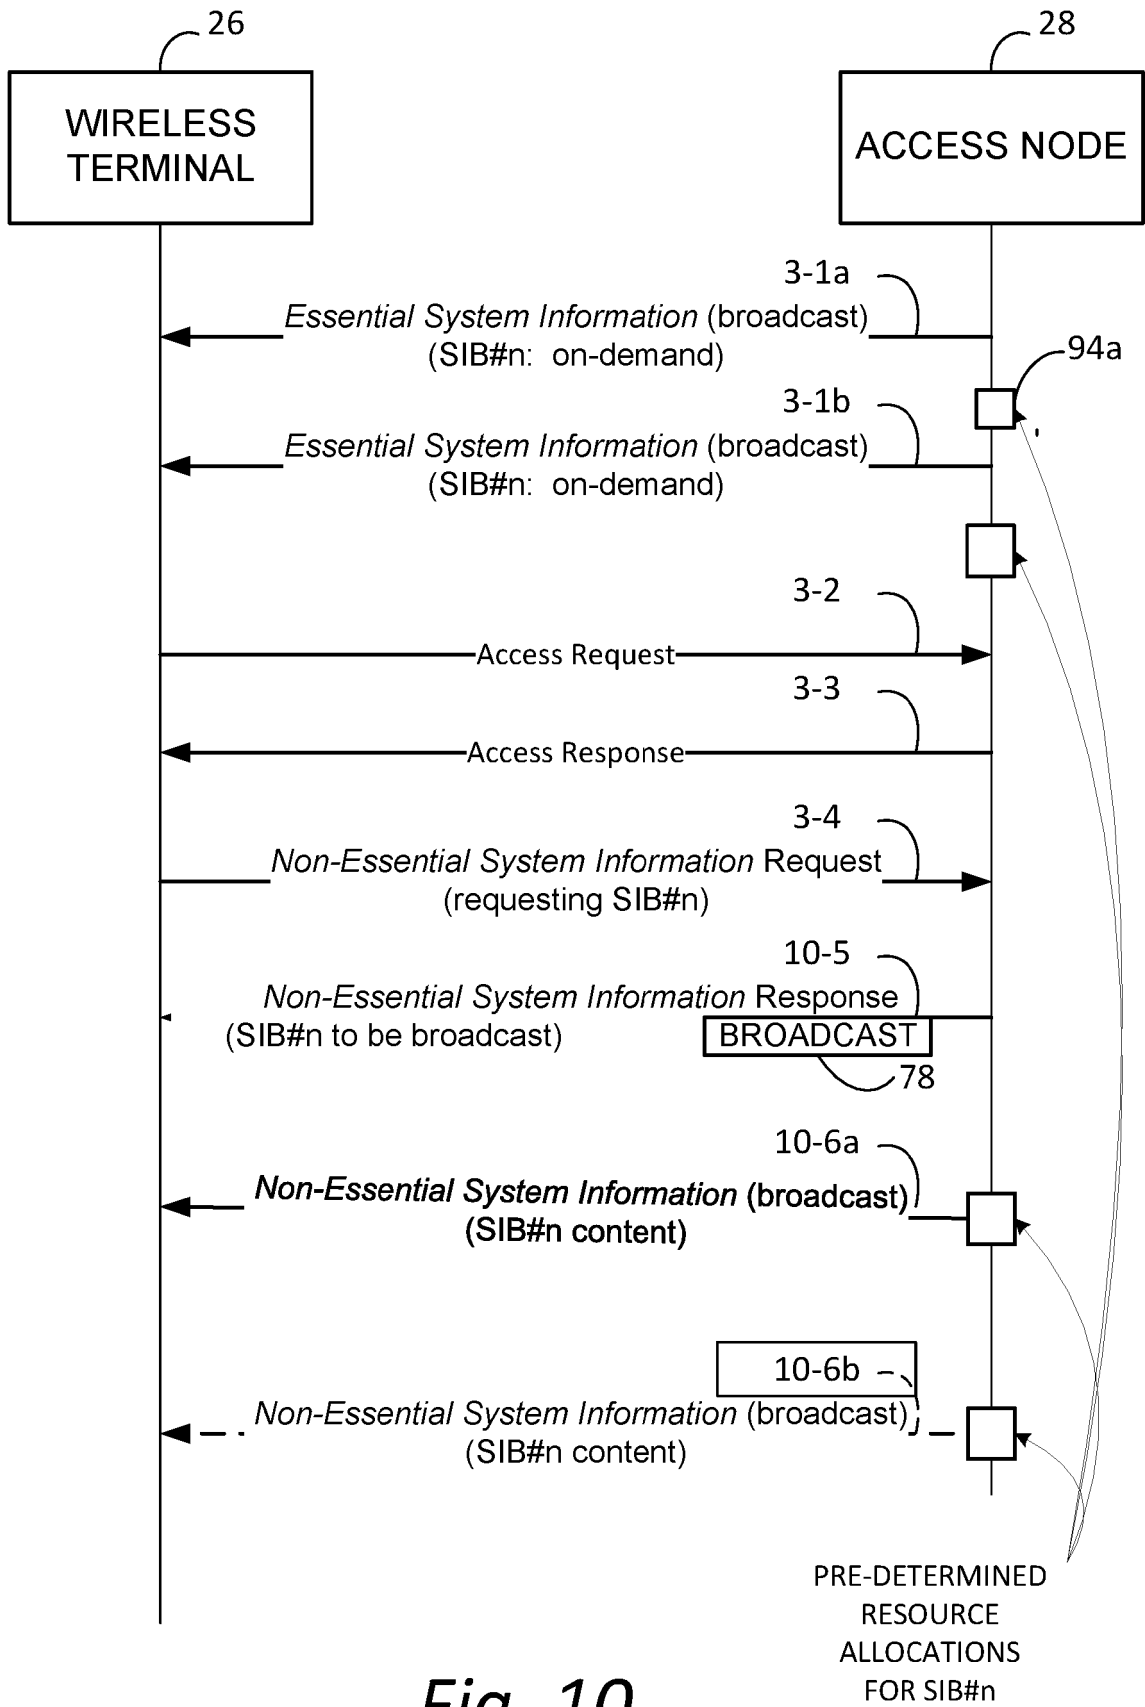 26
28
WIRELESS
TERMINAL
ACCESS NODE
3-1a
Essential System Information (broadcast)
(SIB#n: on-demand)
94a
3-1b
Essential System Information (broadcast)
(SIB#n: on-demand)
3-2
Access Request
3-3
Access Response
3-4
Non-Essential System Information Request
(requesting SIB#n)
10-5
Non-Essential System Information Response
(SIB#n to be broadcast)
BROADCAST
78
10-6a
Non-Essential System Information (broadcast)
(SIB#n content)
10-6b
Non-Essential System Information (broadcast)
(SIB#n content)
PRE-DETERMINED
RESOURCE
ALLOCATIONS
FOR SIB#n
Fig. 10